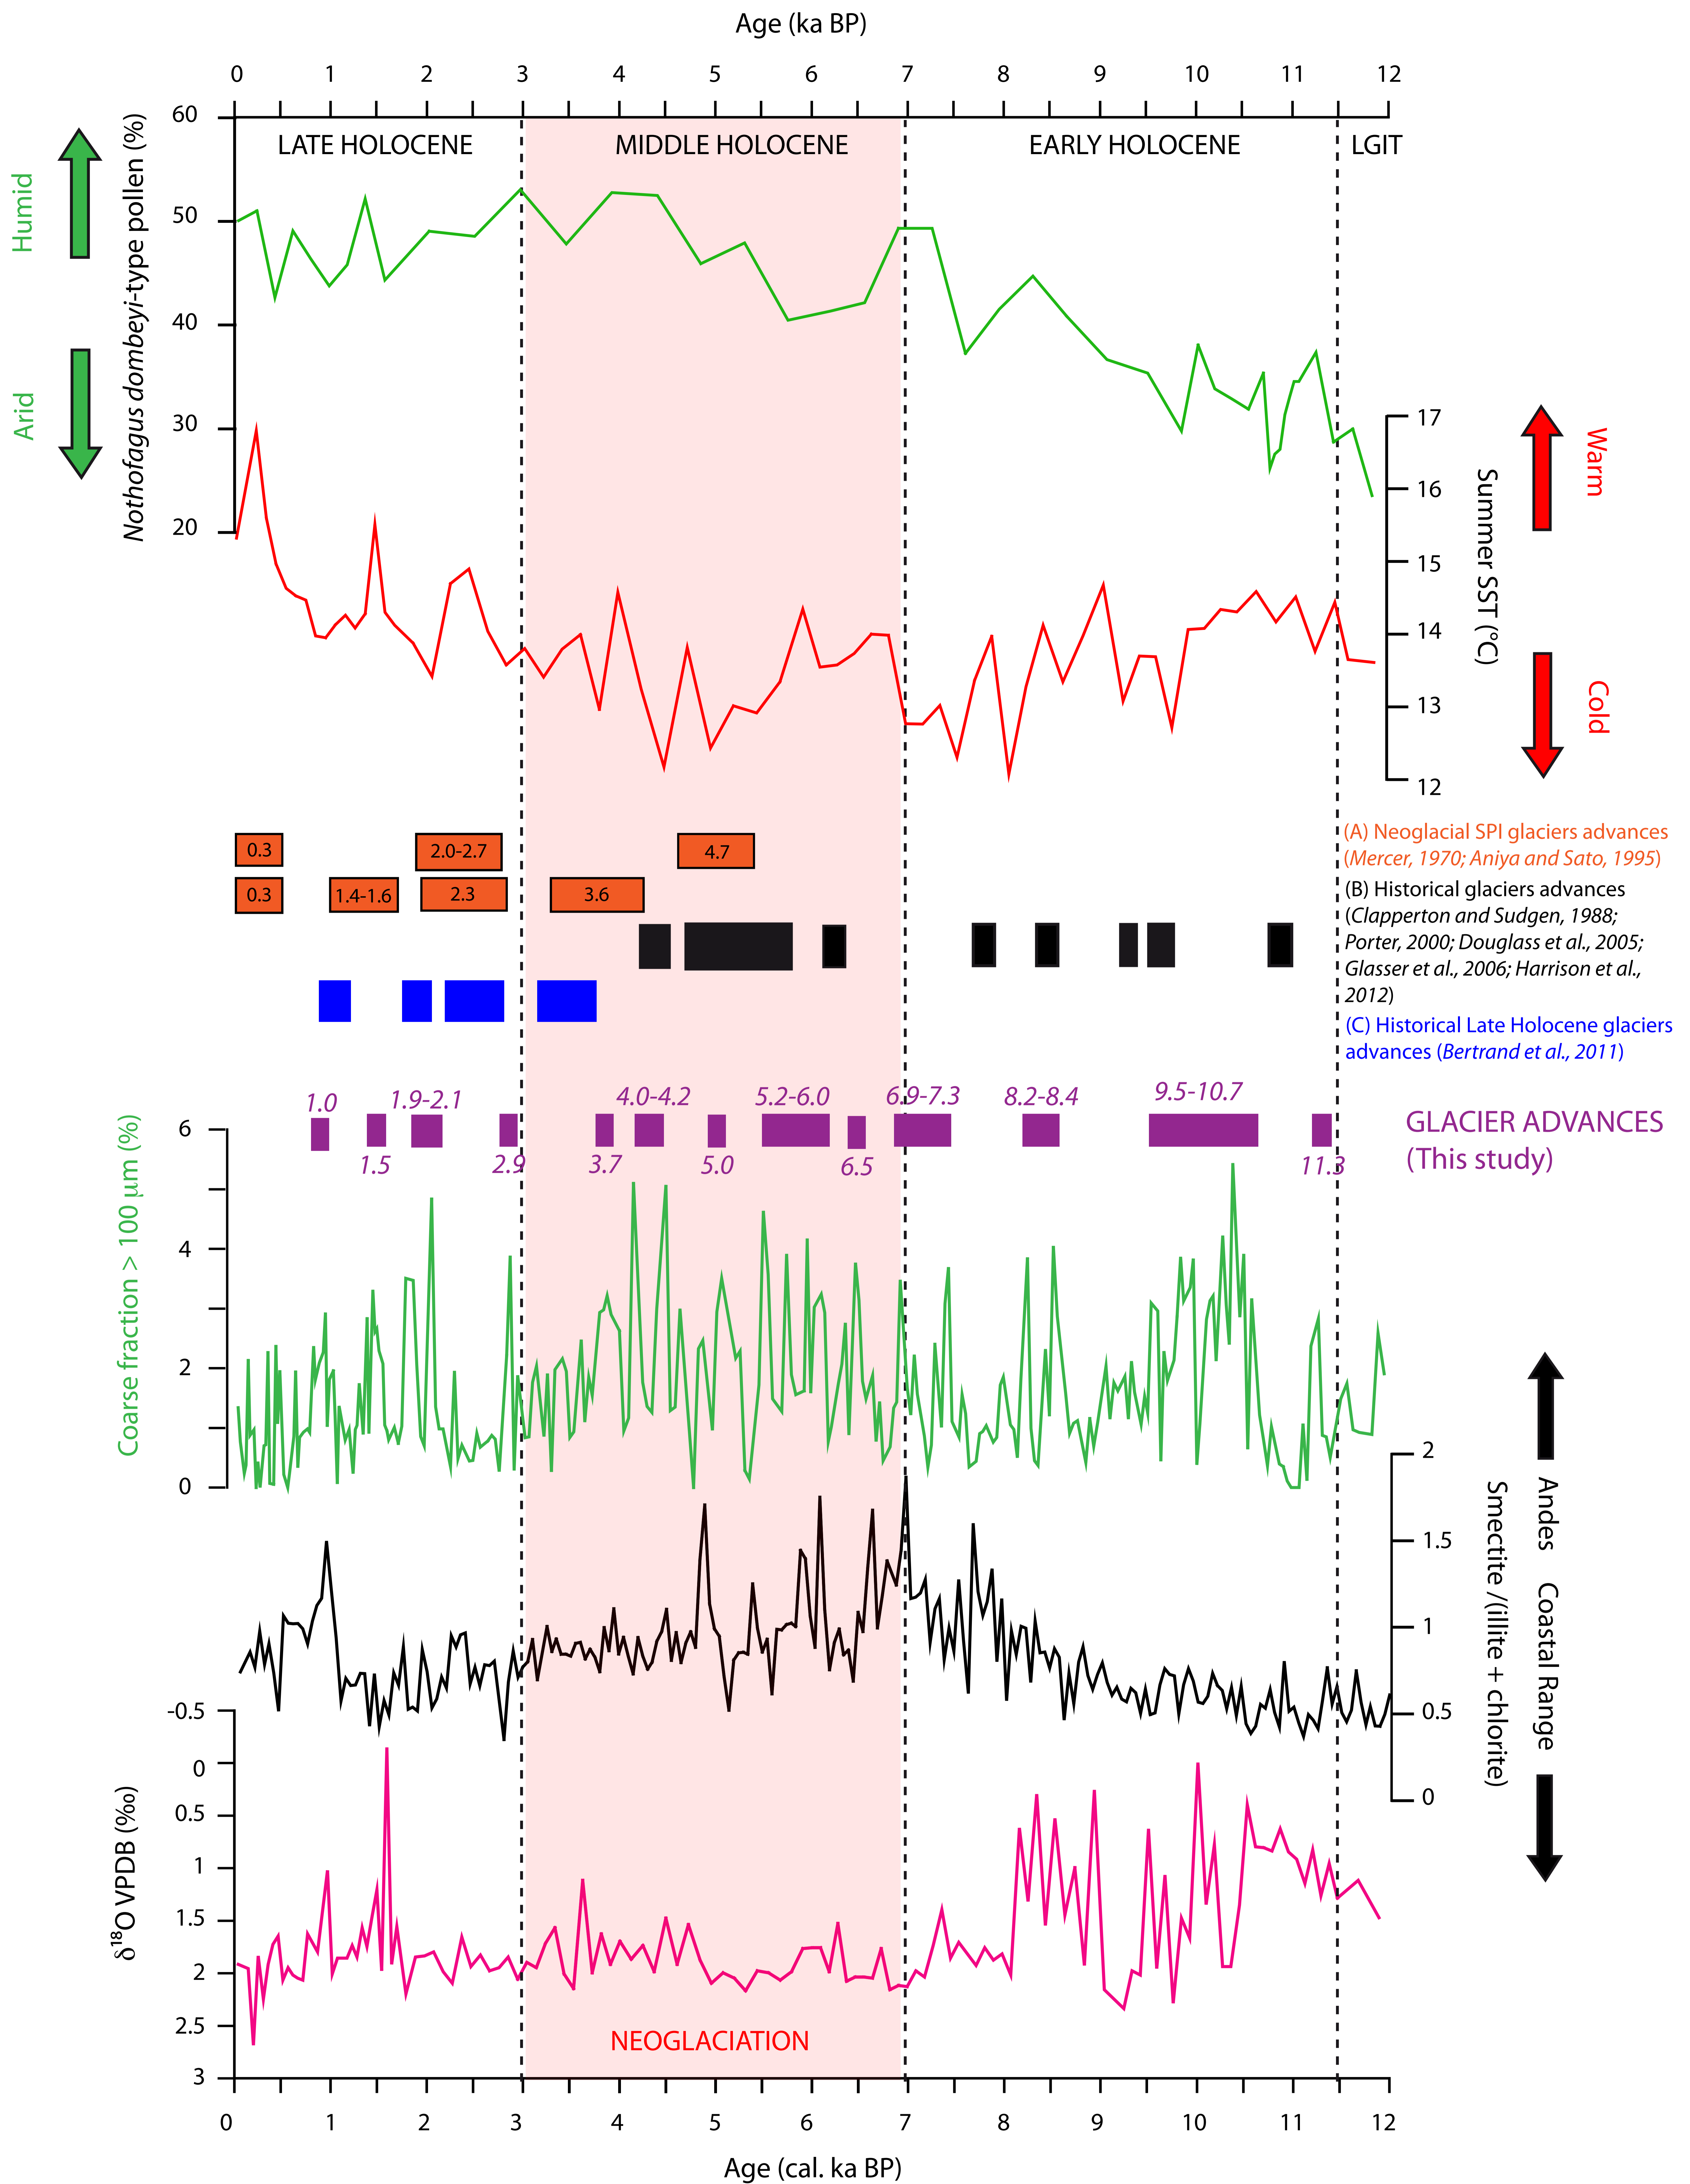 Age (ka BP)
0 1 2 3 4 5 6 7 8 9 10 11 12
LATE HOLOCENE MIDDLE HOLOCENE EARLY HOLOCENE LGIT
Humid
Arid
Nothofagus dombeyi-type pollen (%)
60
50
40
30
20
17
16
15
14
13
12
Summer SST (°C)
Warm
Cold
0.3 2.0-2.7 4.7
0.3 1.4-1.6 2.3 3.6
(A) Neoglacial SPI glaciers advances
(Mercer, 1970; Aniya and Sato, 1995)
(B) Historical glaciers advances
(Clapperton and Sudgen, 1988;
Porter, 2000; Douglass et al., 2005;
Glasser et al., 2006; Harrison et al.,
2012)
(C) Historical Late Holocene glaciers
advances (Bertrand et al., 2011)
1.0 1.9-2.1 4.0-4.2 5.2-6.0 6.9-7.3 8.2-8.4 9.5-10.7
1.5 2.9 3.7 5.0 6.5 11.3
GLACIER ADVANCES
(This study)
Coarse fraction > 100 µm (%)
6
4
2
0
2
1.5
1
0.5
0
Smectite /(illite + chlorite)
Andes Coastal Range
δ¹⁸O VPDB (‰)
-0.5
0
0.5
1
1.5
2
2.5
3
NEOGLACIATION
0 1 2 3 4 5 6 7 8 9 10 11 12
Age (cal. ka BP)